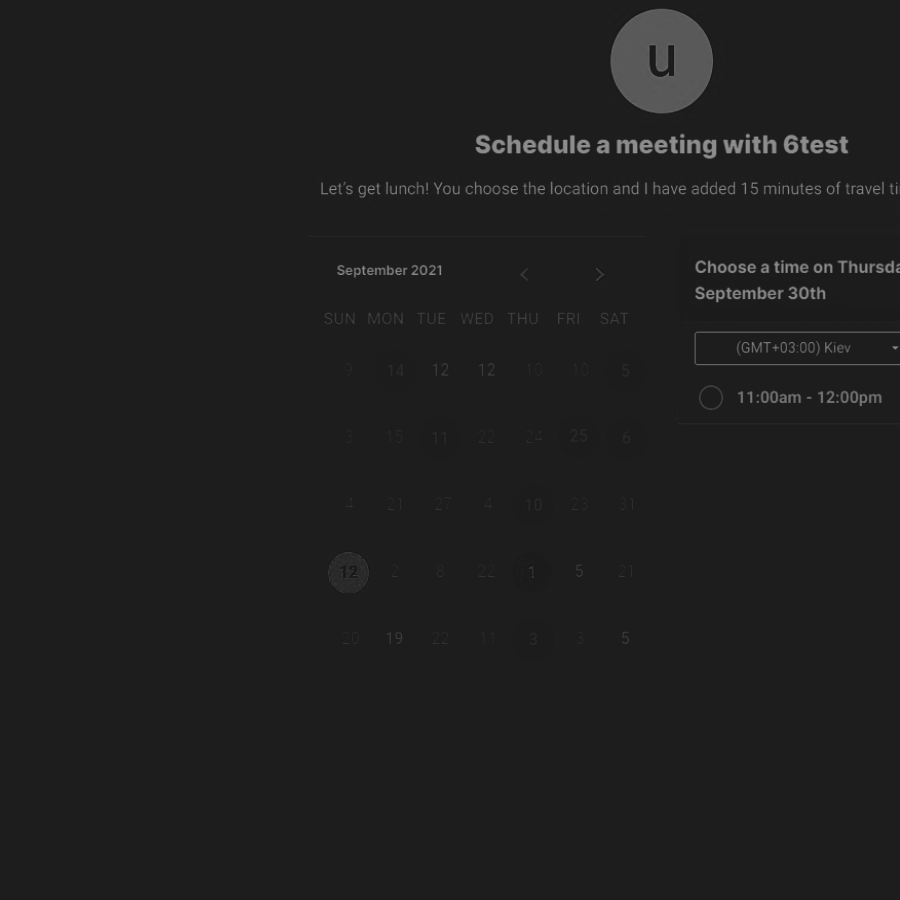 u
Schedule a meeting with 6test
Let's get lunch! You choose the location and I have added 15 minutes of travel
September 2021
SUN MON TUE WED THU FRI SAT
9 14 12 12 10 10 5
3 15 11 22 24 25 6
4 21 27 4 10 23 31
12 2 8 22 1 5 21
20 19 22 11 3 3 5
Choose a time on
September 30th
(GMT+03:00) Kiev
11:00am - 12:00pm